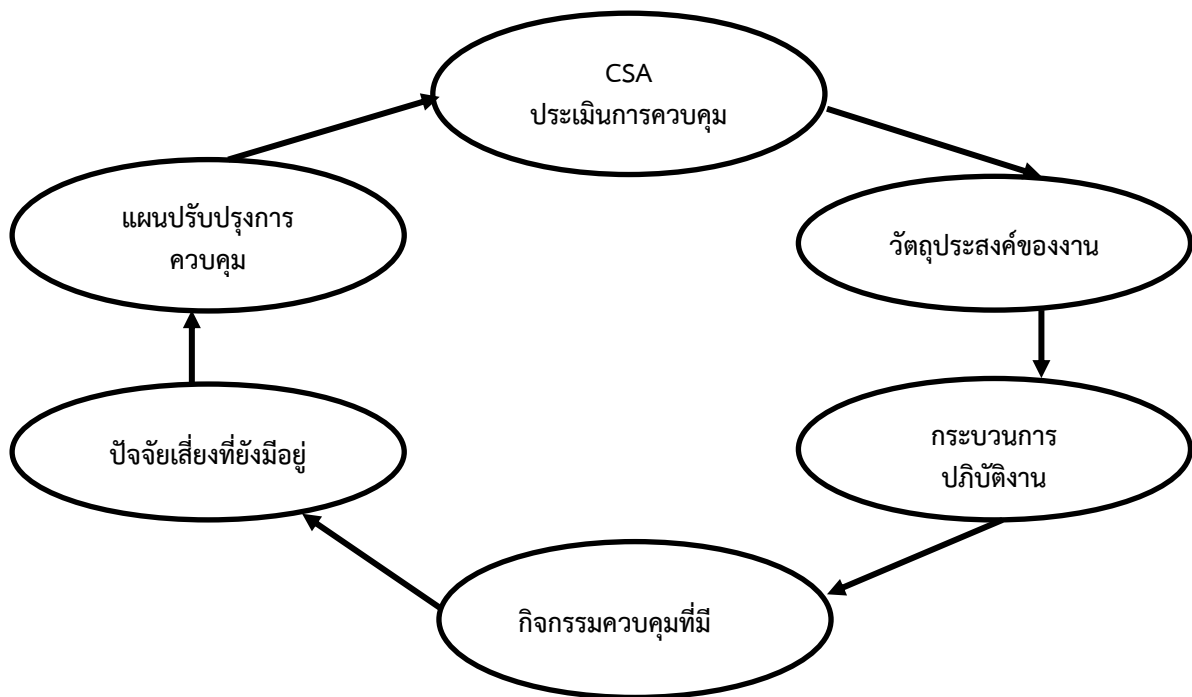 CSA
ประเมินการควบคุม
วัตถุประสงค์ของงาน
กระบวนการ
ปภิบัติงาน
กิจกรรมควบคุมที่มี
ปัจจัยเสี่ยงที่ยังมีอยู่
แผนปรับปรุงการ
ควบคุม